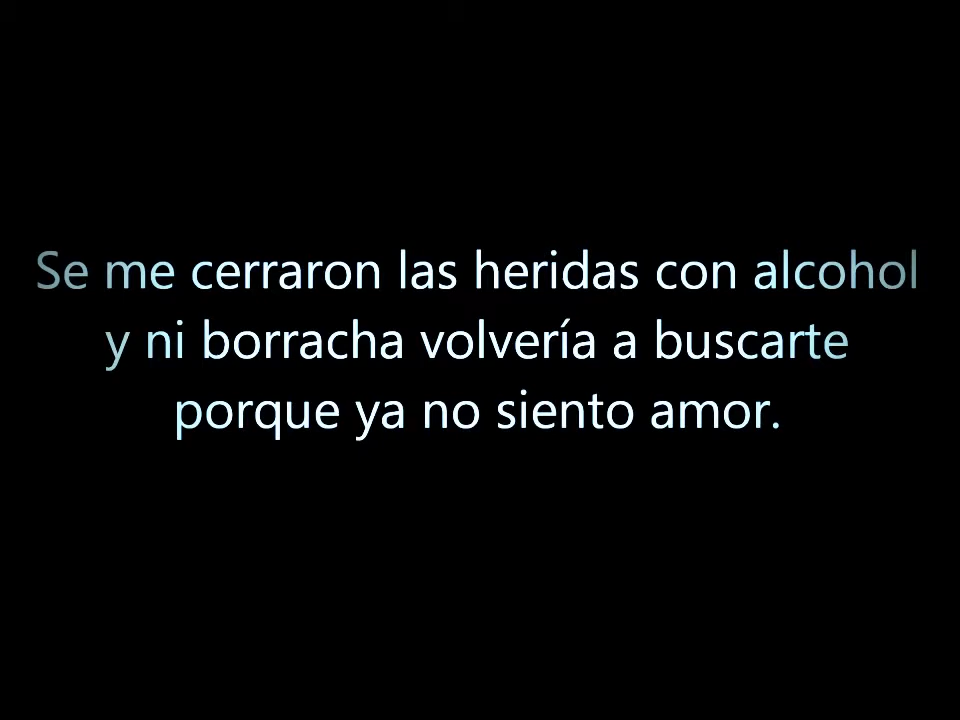 Se me cerraron las heridas con alcohol
y ni borracha volvería a buscarte
porque ya no siento amor.